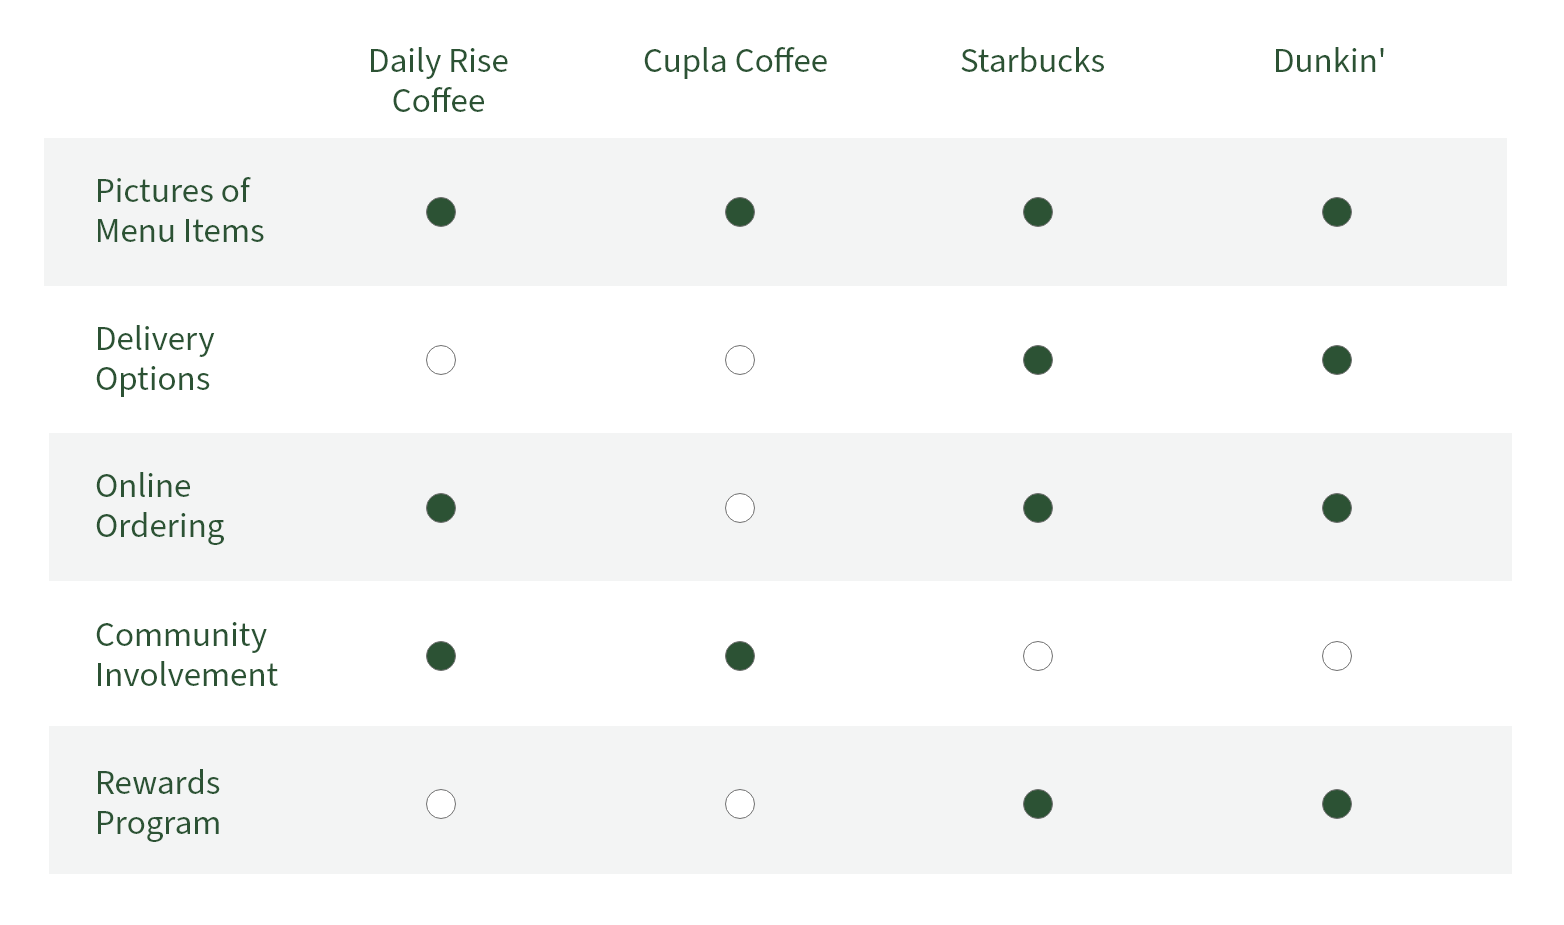 Daily Rise
Coffee
Cupla Coffee
Starbucks
Dunkin'
Pictures of
Menu Items
Delivery
Options
Online
Ordering
Community
Involvement
Rewards
Program